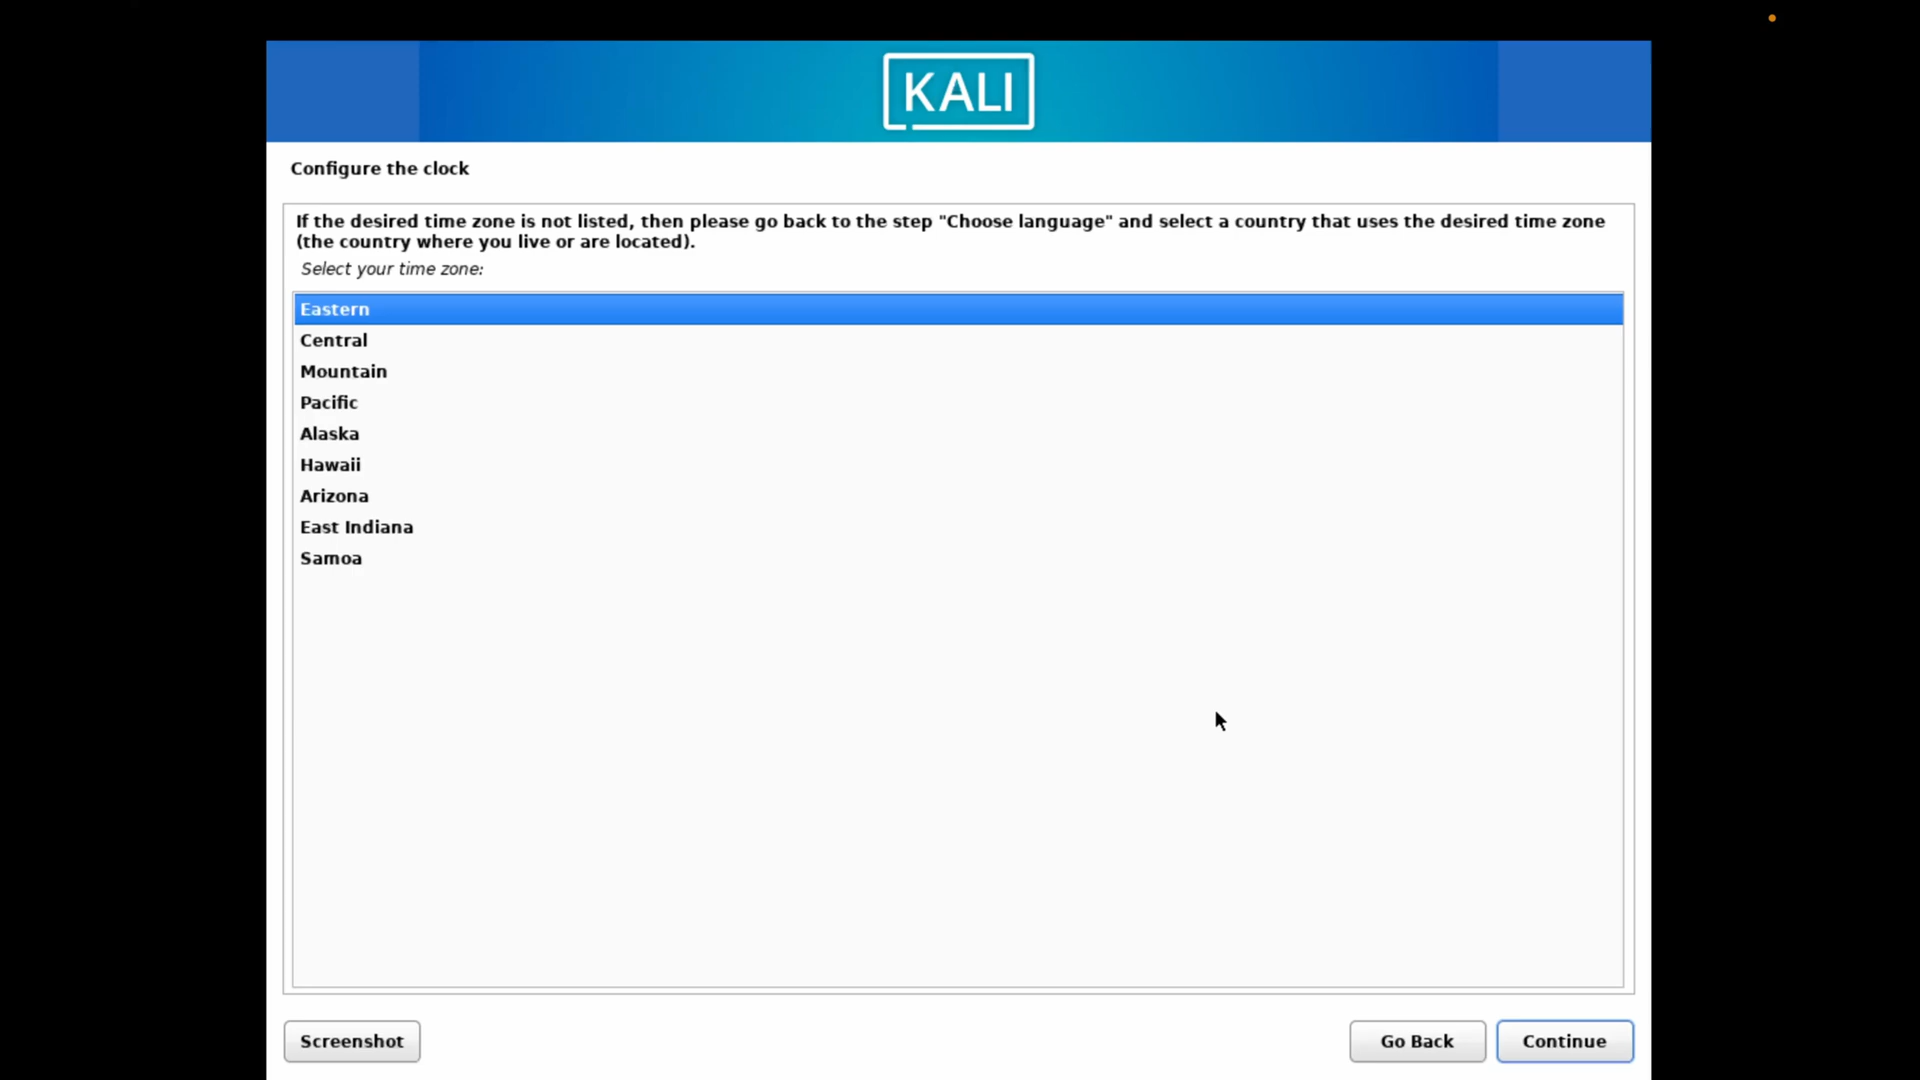 KALI
Configure the clock
If the desired time zone is not listed, then please go back to the step "Choose language" and select a country that uses the desired time zone
(the country where you live or are located).
Select your time zone:
Eastern
Central
Mountain
Pacific
Alaska
Hawaii
Arizona
East Indiana
Samoa
Screenshot
Go Back
Continue